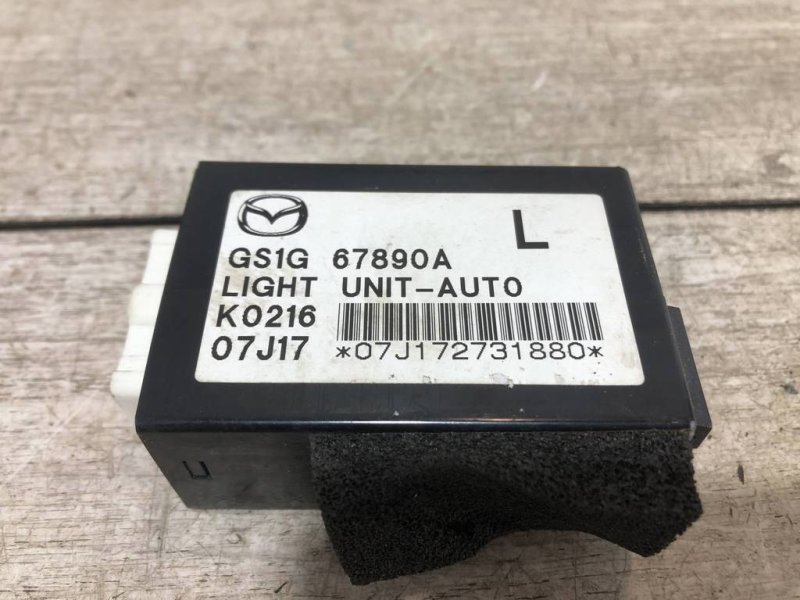 L
GS1G 67890A
LIGHT UNIT-AUTO
K0216
07J17 *07J172731880*
U